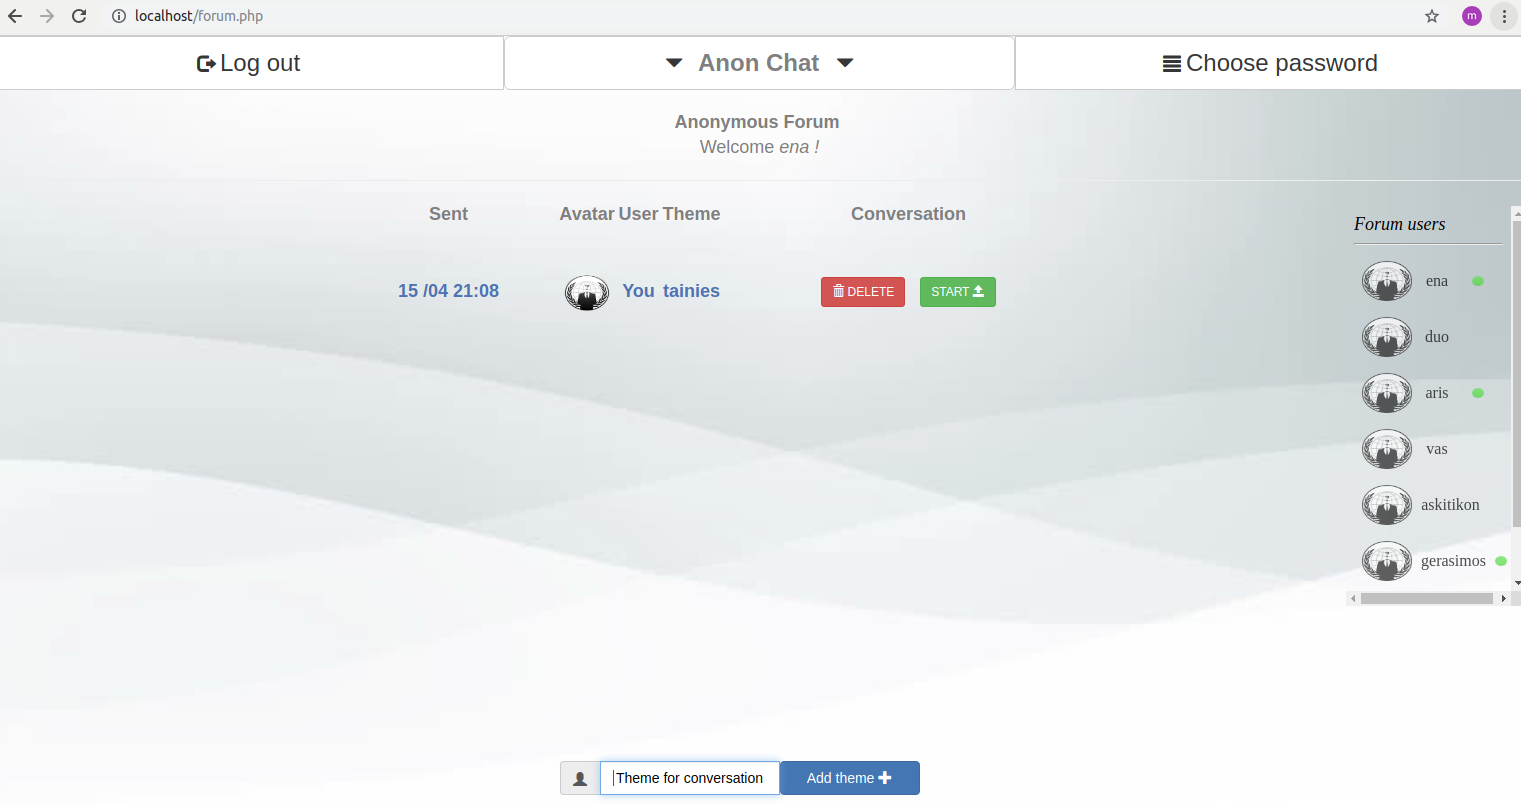 localhost/forum.php
m
Log out
Anon Chat
Choose password
Anonymous Forum
Welcome ena !
Sent Avatar User Theme Conversation
15 /04 21:08 You tainies DELETE START
Forum users
ena
duo
aris
vas
askitikon
gerasimos
Theme for conversation Add theme